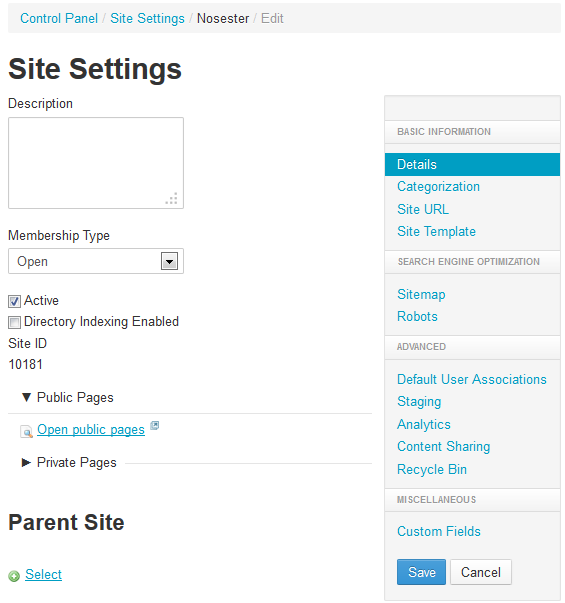 Control Panel / Site Settings / Nosester / Edit
Site Settings
Description
Membership Type
Open
Active
Directory Indexing Enabled
Site ID
10181
Public Pages
Open public pages
Private Pages
Parent Site
Select
BASIC INFORMATION
Details
Categorization
Site URL
Site Template
SEARCH ENGINE OPTIMIZATION
Sitemap
Robots
ADVANCED
Default User Associations
Staging
Analytics
Content Sharing
Recycle Bin
MISCELLANEOUS
Custom Fields
Save Cancel